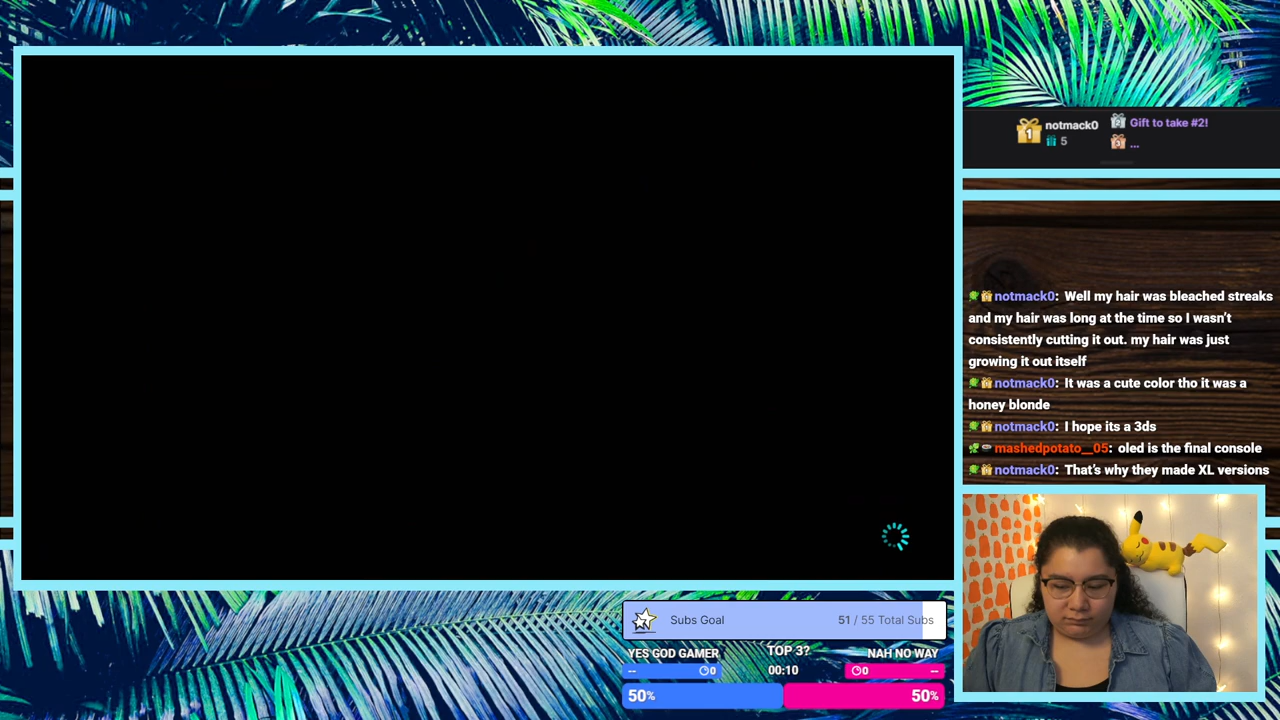 notmack0
5
1
2
Gift to take #2!
3
...
notmack0: Well my hair was bleached streaks
and my hair was long at the time so I wasn't
consistently cutting it out. my hair was just
growing it out itself
notmack0: It was a cute color tho it was a
honey blonde
notmack0: I hope its a 3ds
mashedpotato__05: oled is the final console
notmack0: That's why they made XL versions
Subs Goal
51 / 55 Total Subs
YES GOD GAMER
TOP 3?
NAH NO WAY
--
0
00:10
0
--
50%
50%